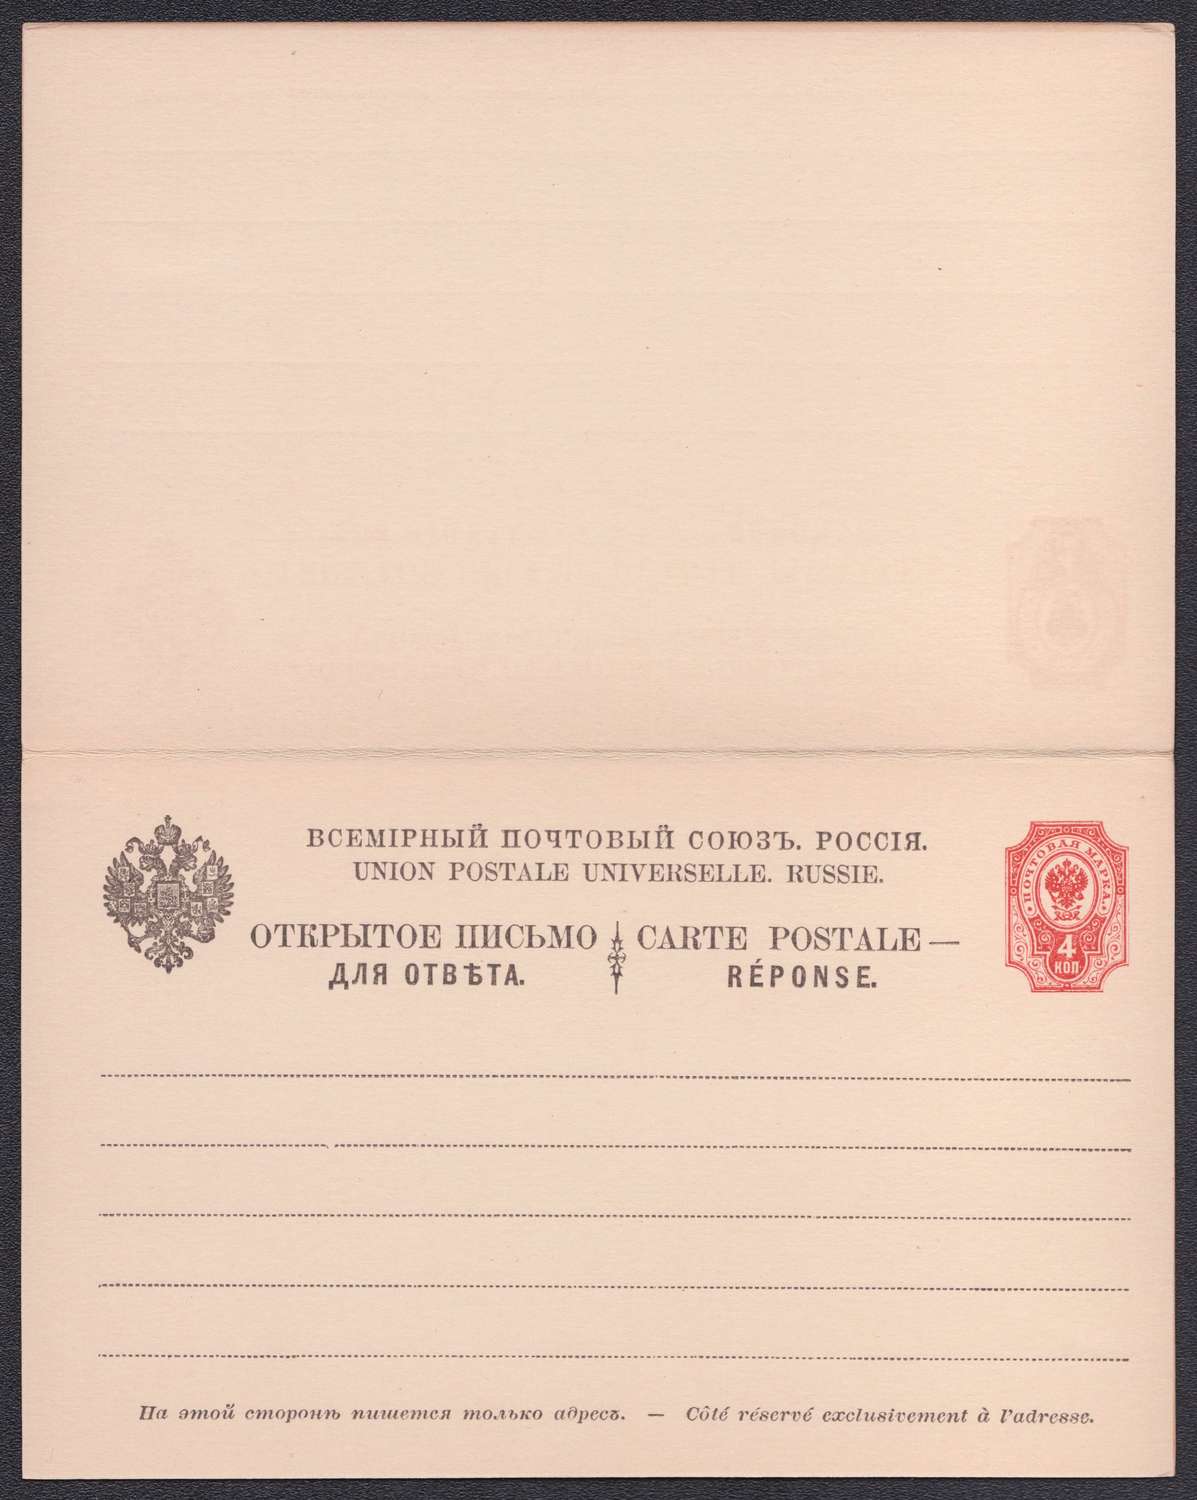 ВСЕМІРНЫЙ ПОЧТОВЫЙ СОЮЗЪ. РОССІЯ.
UNION POSTALE UNIVERSELLE. RUSSIE.
ОТКРЫТОЕ ПИСЬМО CARTE POSTALE —
ДЛЯ ОТВѢТА. RÉPONSE.
ПОЧТОВАЯ МАРКА.
4
КОП.
На этой сторонѣ пишется только адресъ. — Côté réservé exclusivement à l'adresse.